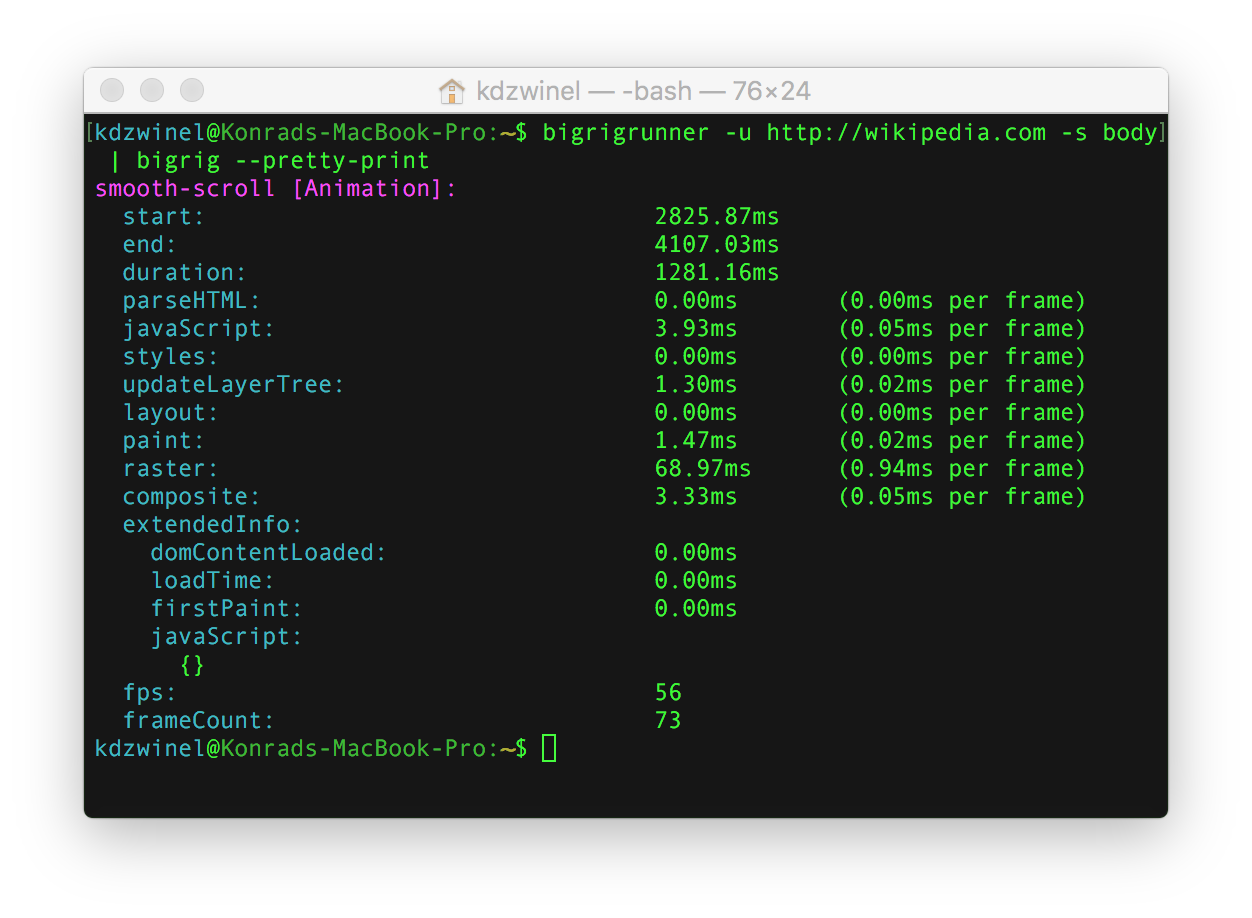 kdzwinel — -bash — 76×24
[kdzwinel@Konrads-MacBook-Pro:~$ bigrigrunner -u http://wikipedia.com -s body]
| bigrig --pretty-print
smooth-scroll [Animation]:
start: 2825.87ms
end: 4107.03ms
duration: 1281.16ms
parseHTML: 0.00ms (0.00ms per frame)
javaScript: 3.93ms (0.05ms per frame)
styles: 0.00ms (0.00ms per frame)
updateLayerTree: 1.30ms (0.02ms per frame)
layout: 0.00ms (0.00ms per frame)
paint: 1.47ms (0.02ms per frame)
raster: 68.97ms (0.94ms per frame)
composite: 3.33ms (0.05ms per frame)
extendedInfo:
domContentLoaded: 0.00ms
loadTime: 0.00ms
firstPaint: 0.00ms
javaScript:
{}
fps: 56
frameCount: 73
kdzwinel@Konrads-MacBook-Pro:~$